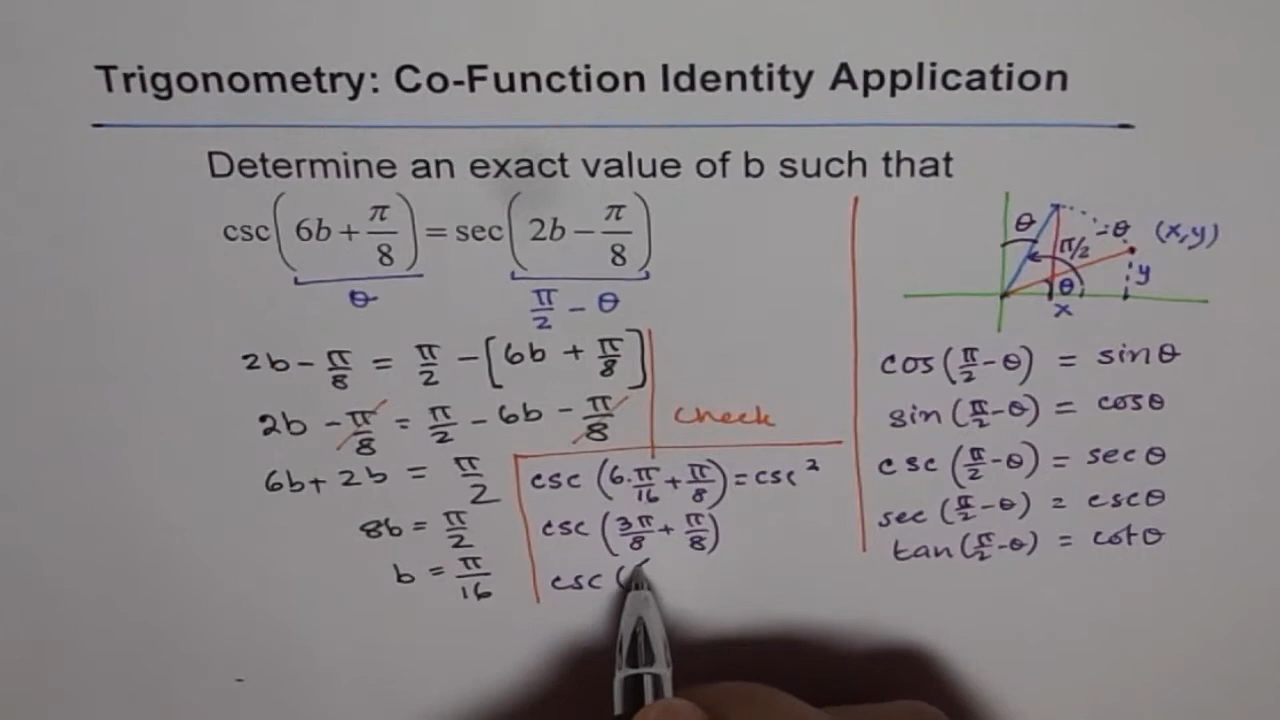 Trigonometry: Co-Function Identity Application
Determine an exact value of b such that
csc(6b + π/8) = sec(2b − π/8)
θ
π/2 − θ
2b − π/8 = π/2 − [6b + π/8]
2b − π/8 = π/2 − 6b − π/8
6b + 2b = π/2
8b = π/2
b = π/16
check
csc (6·π/16 + π/8) = csc 2
csc (3π/8 + π/8)
csc (
θ
π/2
-θ
(x,y)
y
θ
x
cos(π/2 − θ) = sinθ
sin(π/2 − θ) = cosθ
csc(π/2 − θ) = secθ
sec(π/2 − θ) = cscθ
tan(π/2 − θ) = cotθ